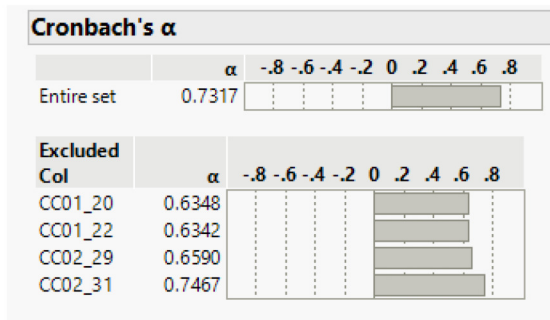 Cronbach's α
α -.8 -.6 -.4 -.2 0 .2 .4 .6 .8
Entire set 0.7317
Excluded
Col α -.8 -.6 -.4 -.2 0 .2 .4 .6 .8
CC01_20 0.6348
CC01_22 0.6342
CC02_29 0.6590
CC02_31 0.7467